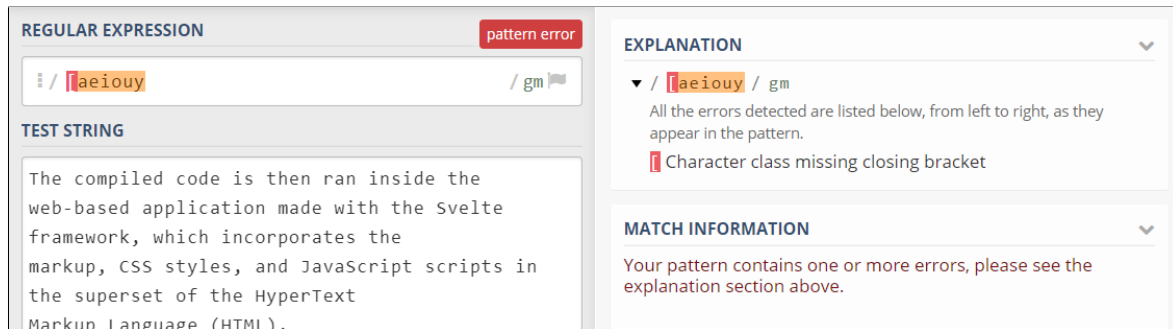 REGULAR EXPRESSION
pattern error
/ [aeiouy / gm
TEST STRING
The compiled code is then ran inside the
web-based application made with the Svelte
framework, which incorporates the
markup, CSS styles, and JavaScript scripts in
the superset of the HyperText
Markup Language (HTML).
EXPLANATION
/ [aeiouy / gm
All the errors detected are listed below, from left to right, as they
appear in the pattern.
[ Character class missing closing bracket
MATCH INFORMATION
Your pattern contains one or more errors, please see the
explanation section above.